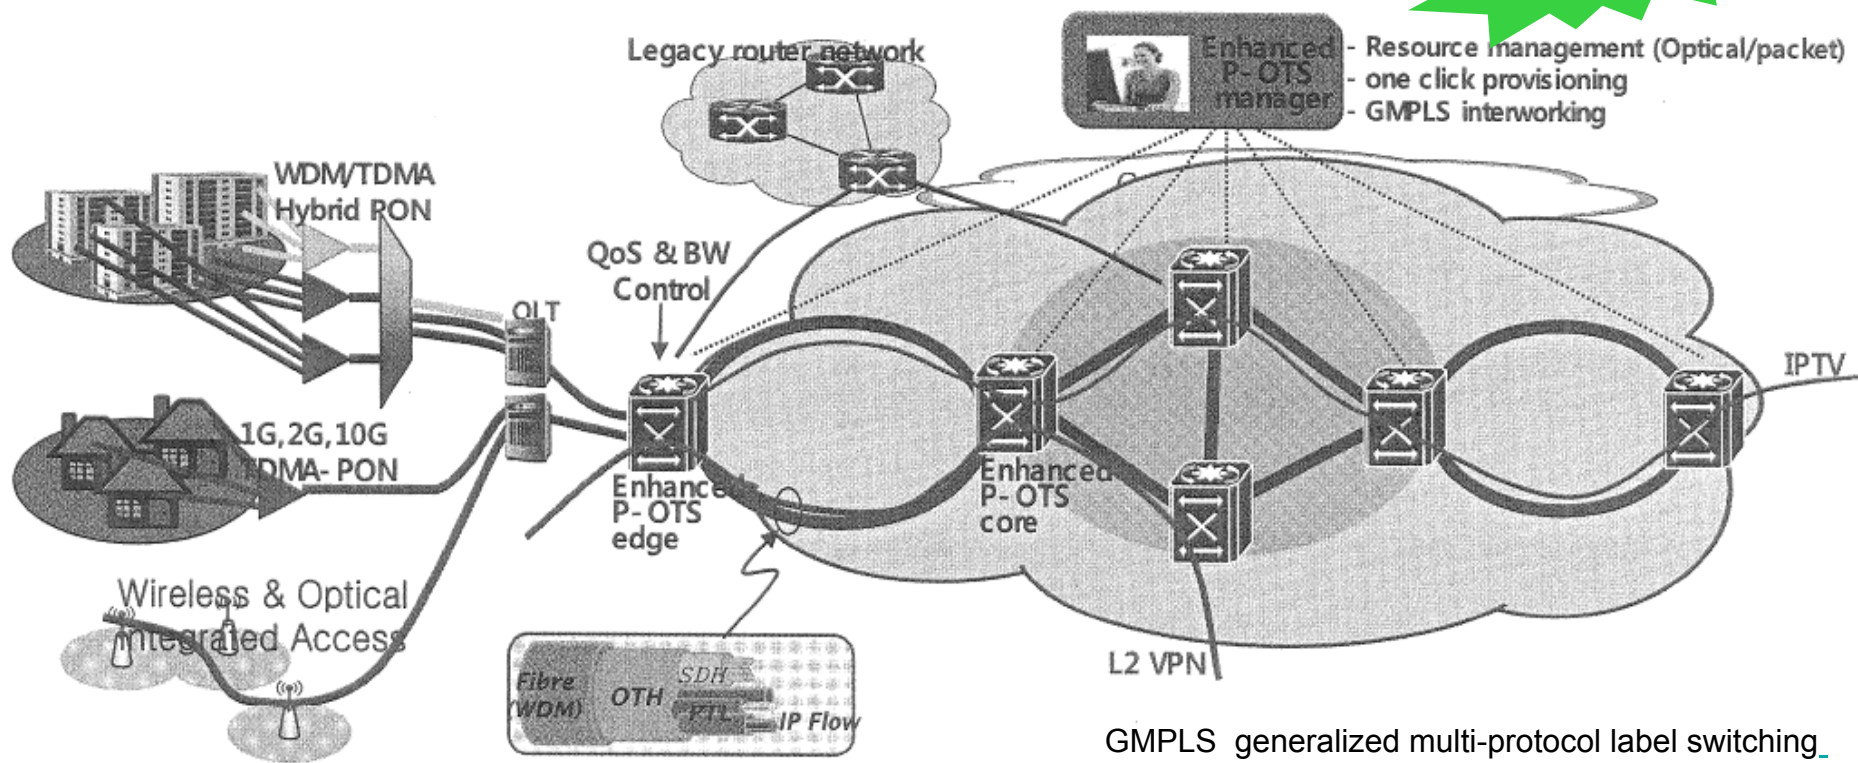 Legacy router network
Enhanced
P-OTS
manager
- Resource management (Optical/packet)
- one click provisioning
- GMPLS interworking
WDM/TDMA
Hybrid PON
QoS & BW
Control
OLT
IPTV
1G,2G,10G
TDMA-PON
Enhanced
P-OTS
edge
Enhanced
P-OTS
core
Wireless & Optical
Integrated Access
Fibre
(WDM)
OTH
SDH
PTL
IP Flow
L2 VPN
GMPLS generalized multi-protocol label switching